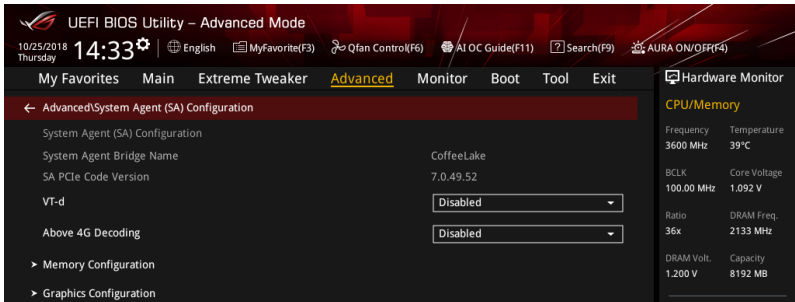 UEFI BIOS Utility – Advanced Mode
10/25/2018 Thursday 14:33 English MyFavorite(F3) Qfan Control(F6) AI OC Guide(F11) ? Search(F9) AURA ON/OFF(F4)
My Favorites Main Extreme Tweaker Advanced Monitor Boot Tool Exit
Hardware Monitor
Advanced\System Agent (SA) Configuration
System Agent (SA) Configuration
System Agent Bridge Name CoffeeLake
SA PCIe Code Version 7.0.49.52
VT-d Disabled
Above 4G Decoding Disabled
> Memory Configuration
> Graphics Configuration
CPU/Memory
Frequency Temperature
3600 MHz 39°C
BCLK Core Voltage
100.00 MHz 1.092 V
Ratio DRAM Freq.
36x 2133 MHz
DRAM Volt. Capacity
1.200 V 8192 MB